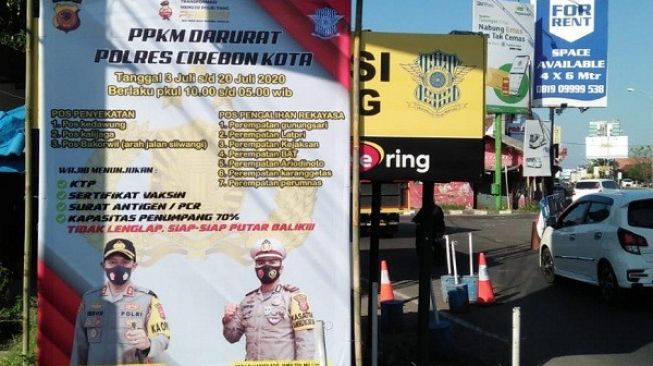 PPKM DARURAT
POLRES CIREBON KOTA
Tanggal 3 Juli s/d 20 Juli 2020
Berlaku pkul 10.00 s/d 05.00 wib
POS PENYEKATAN
1. Pos kedawung
2. Pos kalijaga
3. Pos Bakorwil (arah jalan siliwangi)
POS PENGALIHAN REKAYASA
1. Perempatan gunungsari
2. Perempatan Latpri
3. Perempatan Kejaksan
4. Perempatan BAT
5. Perempatan Ariodinoto
6. Perempatan karanggetas
7. Perempatan perumnas
WAJIB MENUNJUKAN :
KTP
SERTIFIKAT VAKSIN
SURAT ANTIGEN / PCR
KAPASITAS PENUMPANG 70%
TIDAK LENGLAP, SIAP-SIAP PUTAR BALIK!!!
POLRI
SI
G
ering
Nabung Emas
Tak Cemas
FOR
RENT
SPACE
AVAILABLE
4 X 6 Mtr
0819 09999 538